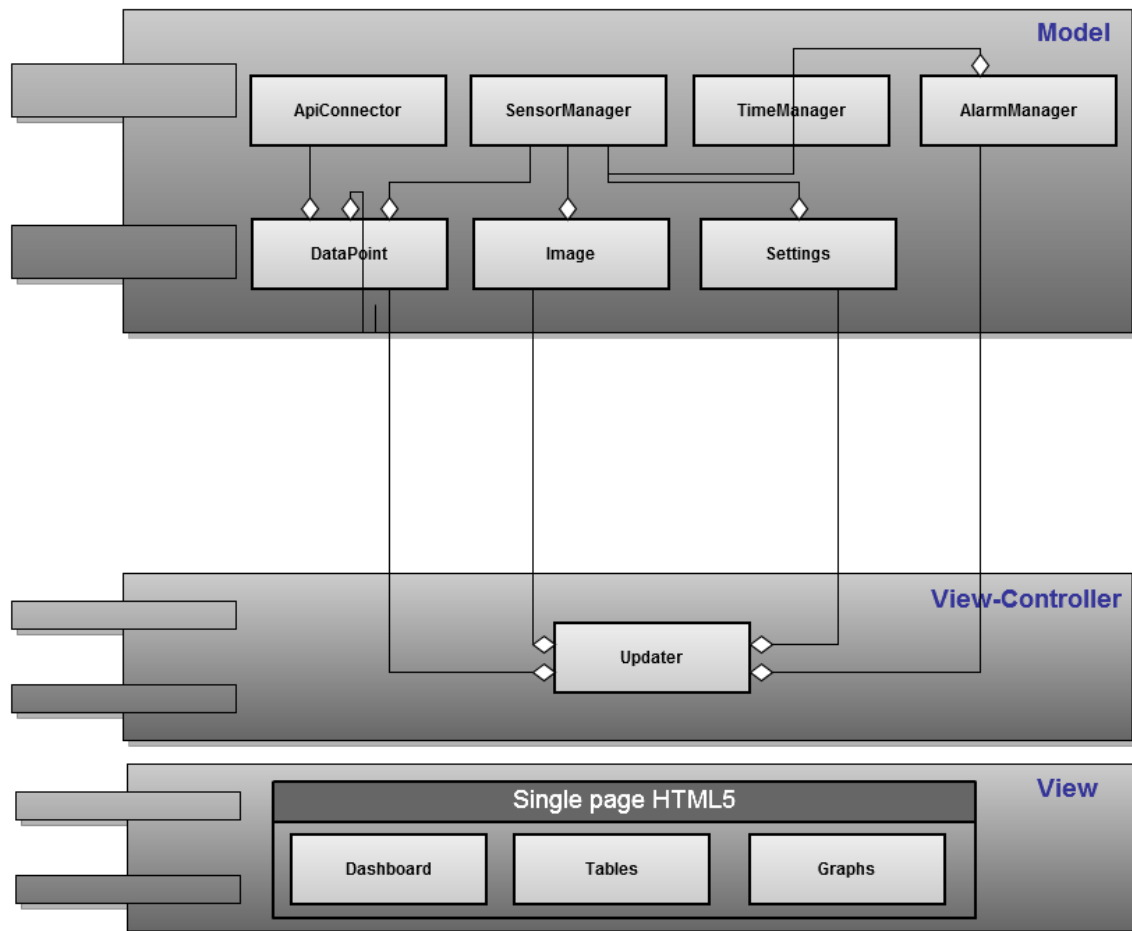 Model
ApiConnector
SensorManager
TimeManager
AlarmManager
DataPoint
Image
Settings
View-Controller
Updater
View
Single page HTML5
Dashboard
Tables
Graphs